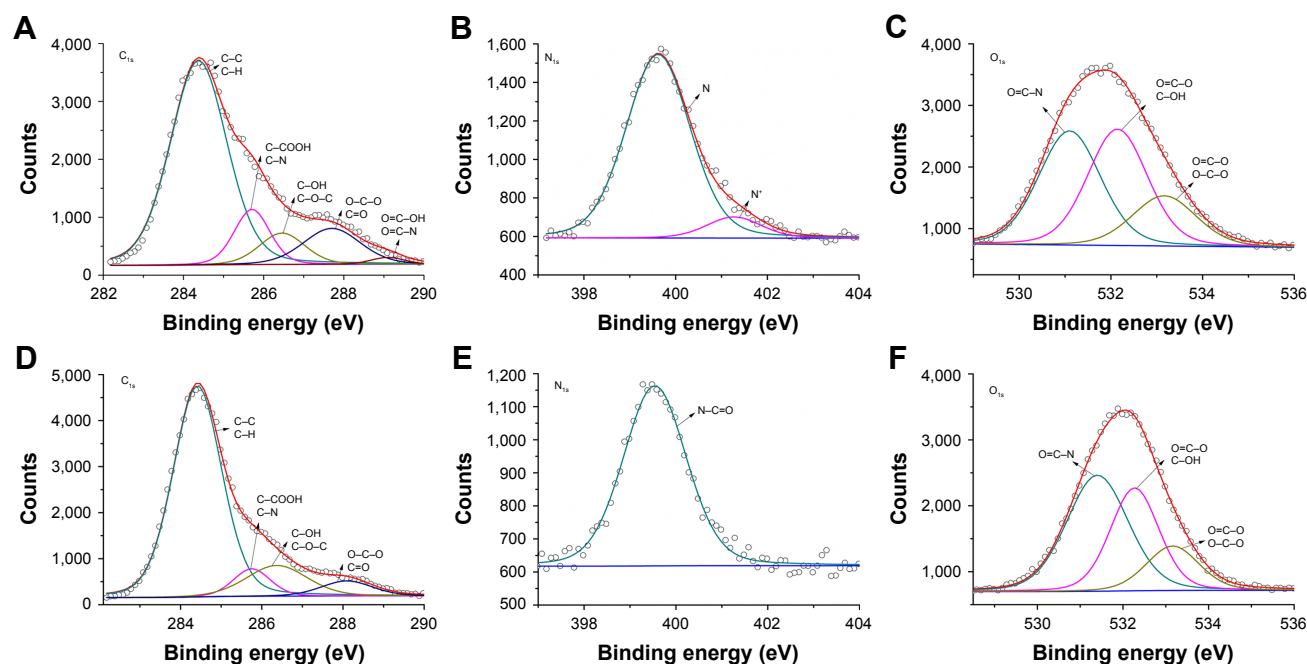 A
C1s
4,000
3,000
2,000
1,000
0
Counts
C–C
C–H
C–COOH
C–N
C–OH
C–O–C
O–C–O
C=O
O=C–OH
O=C–N
282 284 286 288 290
Binding energy (eV)
B
N1s
1,600
1,400
1,200
1,000
800
600
400
Counts
N
N+
398 400 402 404
Binding energy (eV)
C
O1s
4,000
3,000
2,000
1,000
Counts
O=C–N
O=C–O
C–OH
O=C–O
O–C–O
530 532 534 536
Binding energy (eV)
D
C1s
5,000
4,000
3,000
2,000
1,000
0
Counts
C–C
C–H
C–COOH
C–N
C–OH
C–O–C
O–C–O
C=O
284 286 288 290
Binding energy (eV)
E
N1s
1,200
1,100
1,000
900
800
700
600
500
Counts
N–C=O
398 400 402 404
Binding energy (eV)
F
O1s
4,000
3,000
2,000
1,000
Counts
O=C–N
O=C–O
C–OH
O=C–O
O–C–O
530 532 534 536
Binding energy (eV)